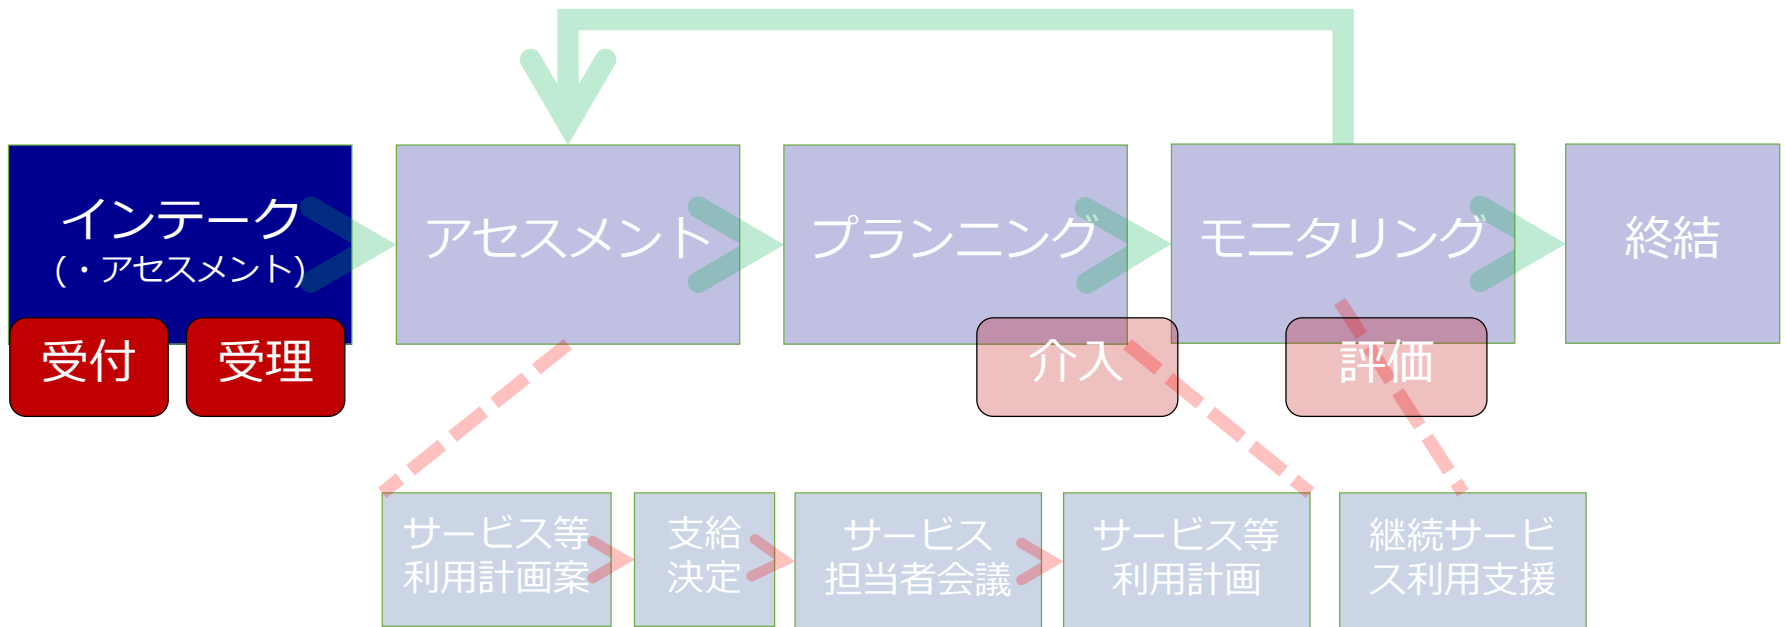 インテーク
(・アセスメント)
アセスメント
プランニング
モニタリング
終結
受付
受理
介入
評価
サービス等
利用計画案
支給
決定
サービス
担当者会議
サービス等
利用計画
継続サービ
ス利用支援